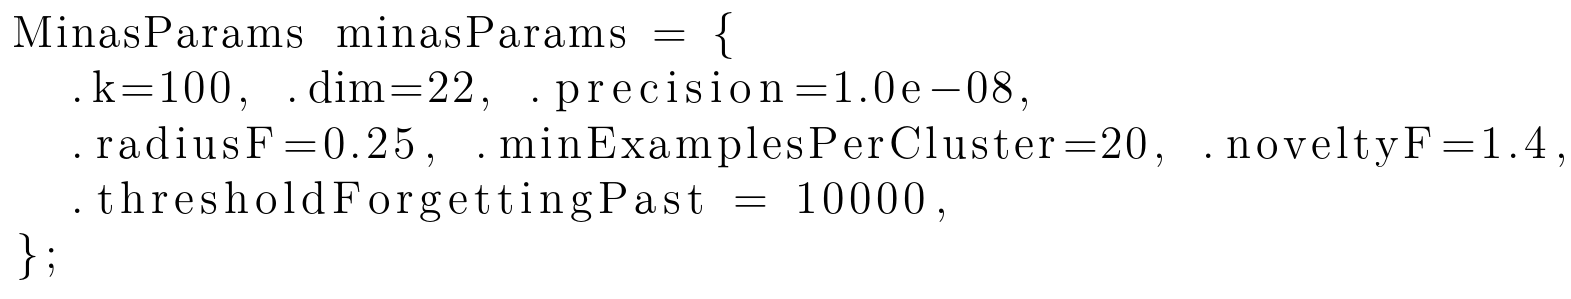 MinasParams minasParams = {
.k=100, .dim=22, .precision=1.0e−08,
.radiusF=0.25, .minExamplesPerCluster=20, .noveltyF=1.4,
.thresholdForgettingPast = 10000,
};